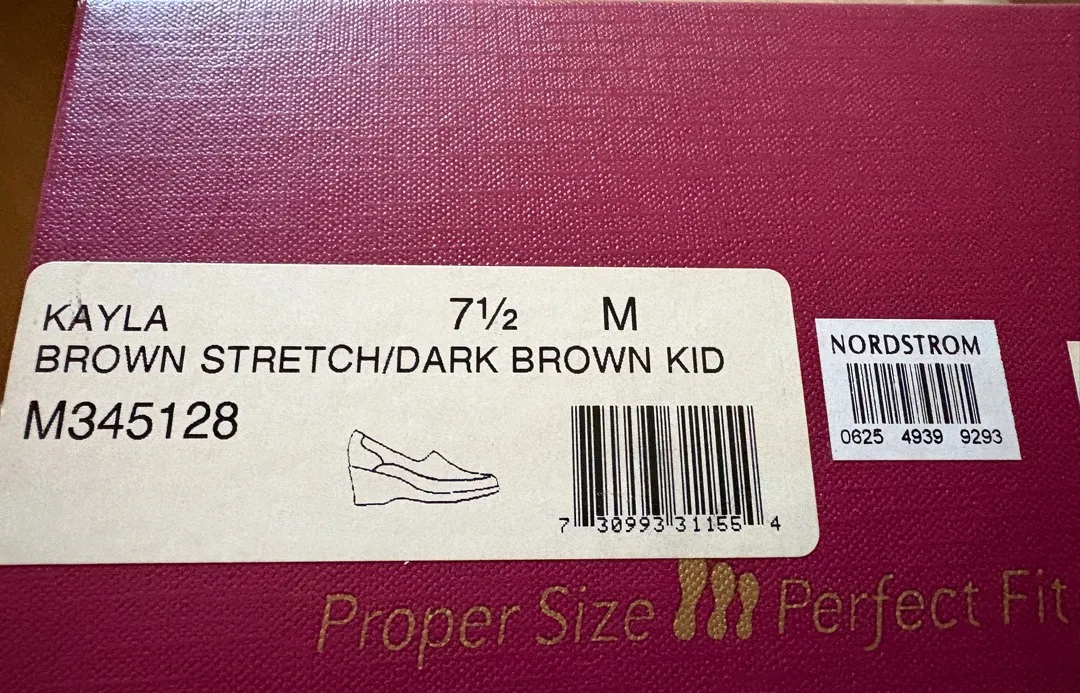 KAYLA 7½ M
BROWN STRETCH/DARK BROWN KID
M345128
7 30993 31155 4
NORDSTROM
0625 4939 9293
Proper Size Perfect Fit